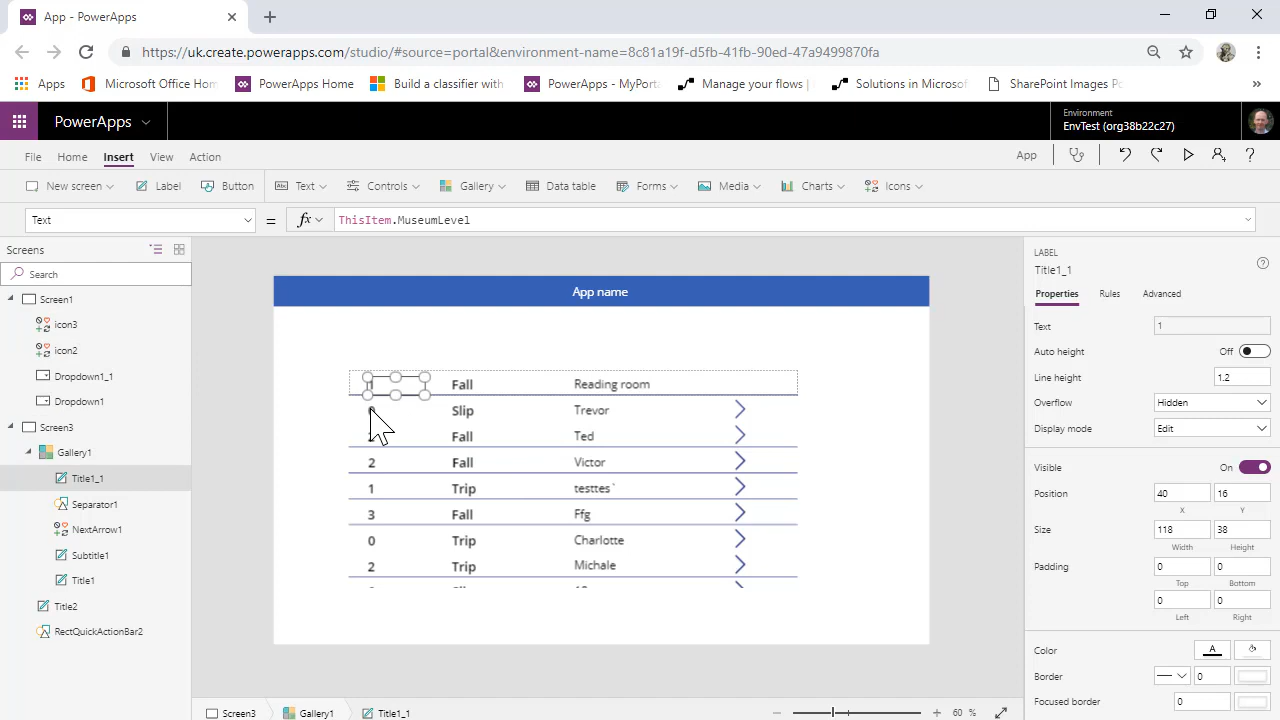 App - PowerApps
https://uk.create.powerapps.com/studio/#source=portal&environment-name=8c81a19f-d5fb-41fb-90ed-47a9499870fa
Apps Microsoft Office Hom PowerApps Home Build a classifier with PowerApps - MyPorta Manage your flows | Solutions in Microsof SharePoint Images Po »
PowerApps
Environment
EnvTest (org38b22c27)
File Home Insert View Action App
New screen Label Button Text Controls Gallery Data table Forms Media Charts Icons
Text = fx ThisItem.MuseumLevel
Screens
Search
Screen1
icon3
icon2
Dropdown1_1
Dropdown1
Screen3
Gallery1
Title1_1
Separator1
NextArrow1
Subtitle1
Title1
Title2
RectQuickActionBar2
App name
1 Fall Reading room
Slip Trevor
Fall Ted
2 Fall Victor
1 Trip testtes`
3 Fall Ffg
0 Trip Charlotte
2 Trip Michale
LABEL
Title1_1
Properties Rules Advanced
Text 1
Auto height Off
Line height 1.2
Overflow Hidden
Display mode Edit
Visible On
Position 40 16
X Y
Size 118 38
Width Height
Padding 0 0
Top Bottom
0 0
Left Right
Color A
Border 0
Focused border 0
Screen3 Gallery1 Title1_1 60 %